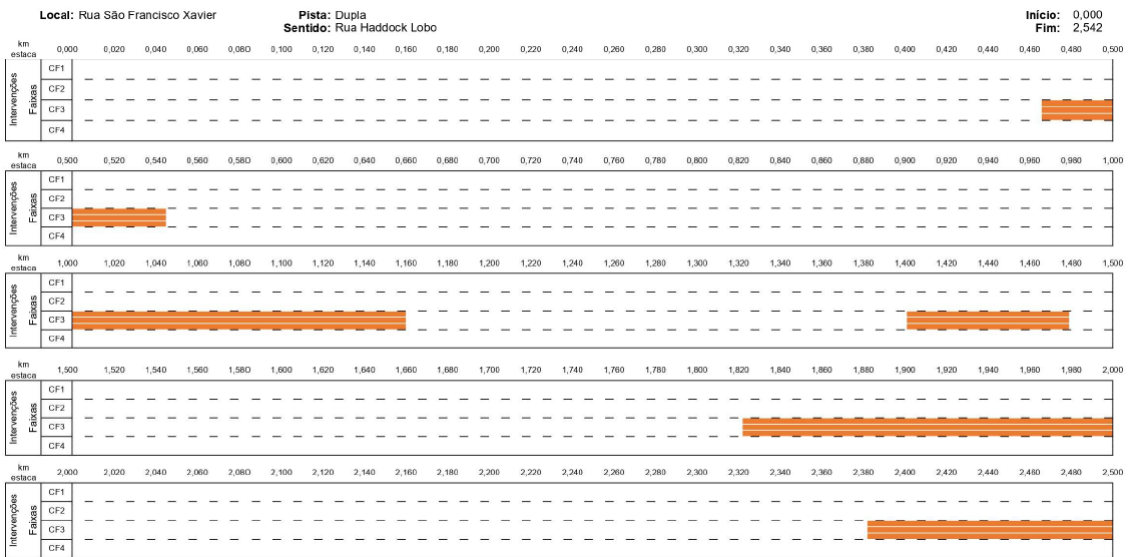 Local: Rua São Francisco Xavier Pista: Dupla Início: 0,000
Sentido: Rua Haddock Lobo Fim: 2,542
km
estaca 0,000 0,020 0,040 0,060 0,080 0,100 0,120 0,140 0,160 0,180 0,200 0,220 0,240 0,260 0,280 0,300 0,320 0,340 0,360 0,380 0,400 0,420 0,440 0,460 0,480 0,500
Intervenções
Faixas
CF1
CF2
CF3
CF4
km
estaca 0,500 0,520 0,540 0,560 0,580 0,600 0,620 0,640 0,660 0,680 0,700 0,720 0,740 0,760 0,780 0,800 0,820 0,840 0,860 0,880 0,900 0,920 0,940 0,960 0,980 1,000
Intervenções
Faixas
CF1
CF2
CF3
CF4
km
estaca 1,000 1,020 1,040 1,060 1,080 1,100 1,120 1,140 1,160 1,180 1,200 1,220 1,240 1,260 1,280 1,300 1,320 1,340 1,360 1,380 1,400 1,420 1,440 1,460 1,480 1,500
Intervenções
Faixas
CF1
CF2
CF3
CF4
km
estaca 1,500 1,520 1,540 1,560 1,580 1,600 1,620 1,640 1,660 1,680 1,700 1,720 1,740 1,760 1,780 1,800 1,820 1,840 1,860 1,880 1,900 1,920 1,940 1,960 1,980 2,000
Intervenções
Faixas
CF1
CF2
CF3
CF4
km
estaca 2,000 2,020 2,040 2,060 2,080 2,100 2,120 2,140 2,160 2,180 2,200 2,220 2,240 2,260 2,280 2,300 2,320 2,340 2,360 2,380 2,400 2,420 2,440 2,460 2,480 2,500
Intervenções
Faixas
CF1
CF2
CF3
CF4